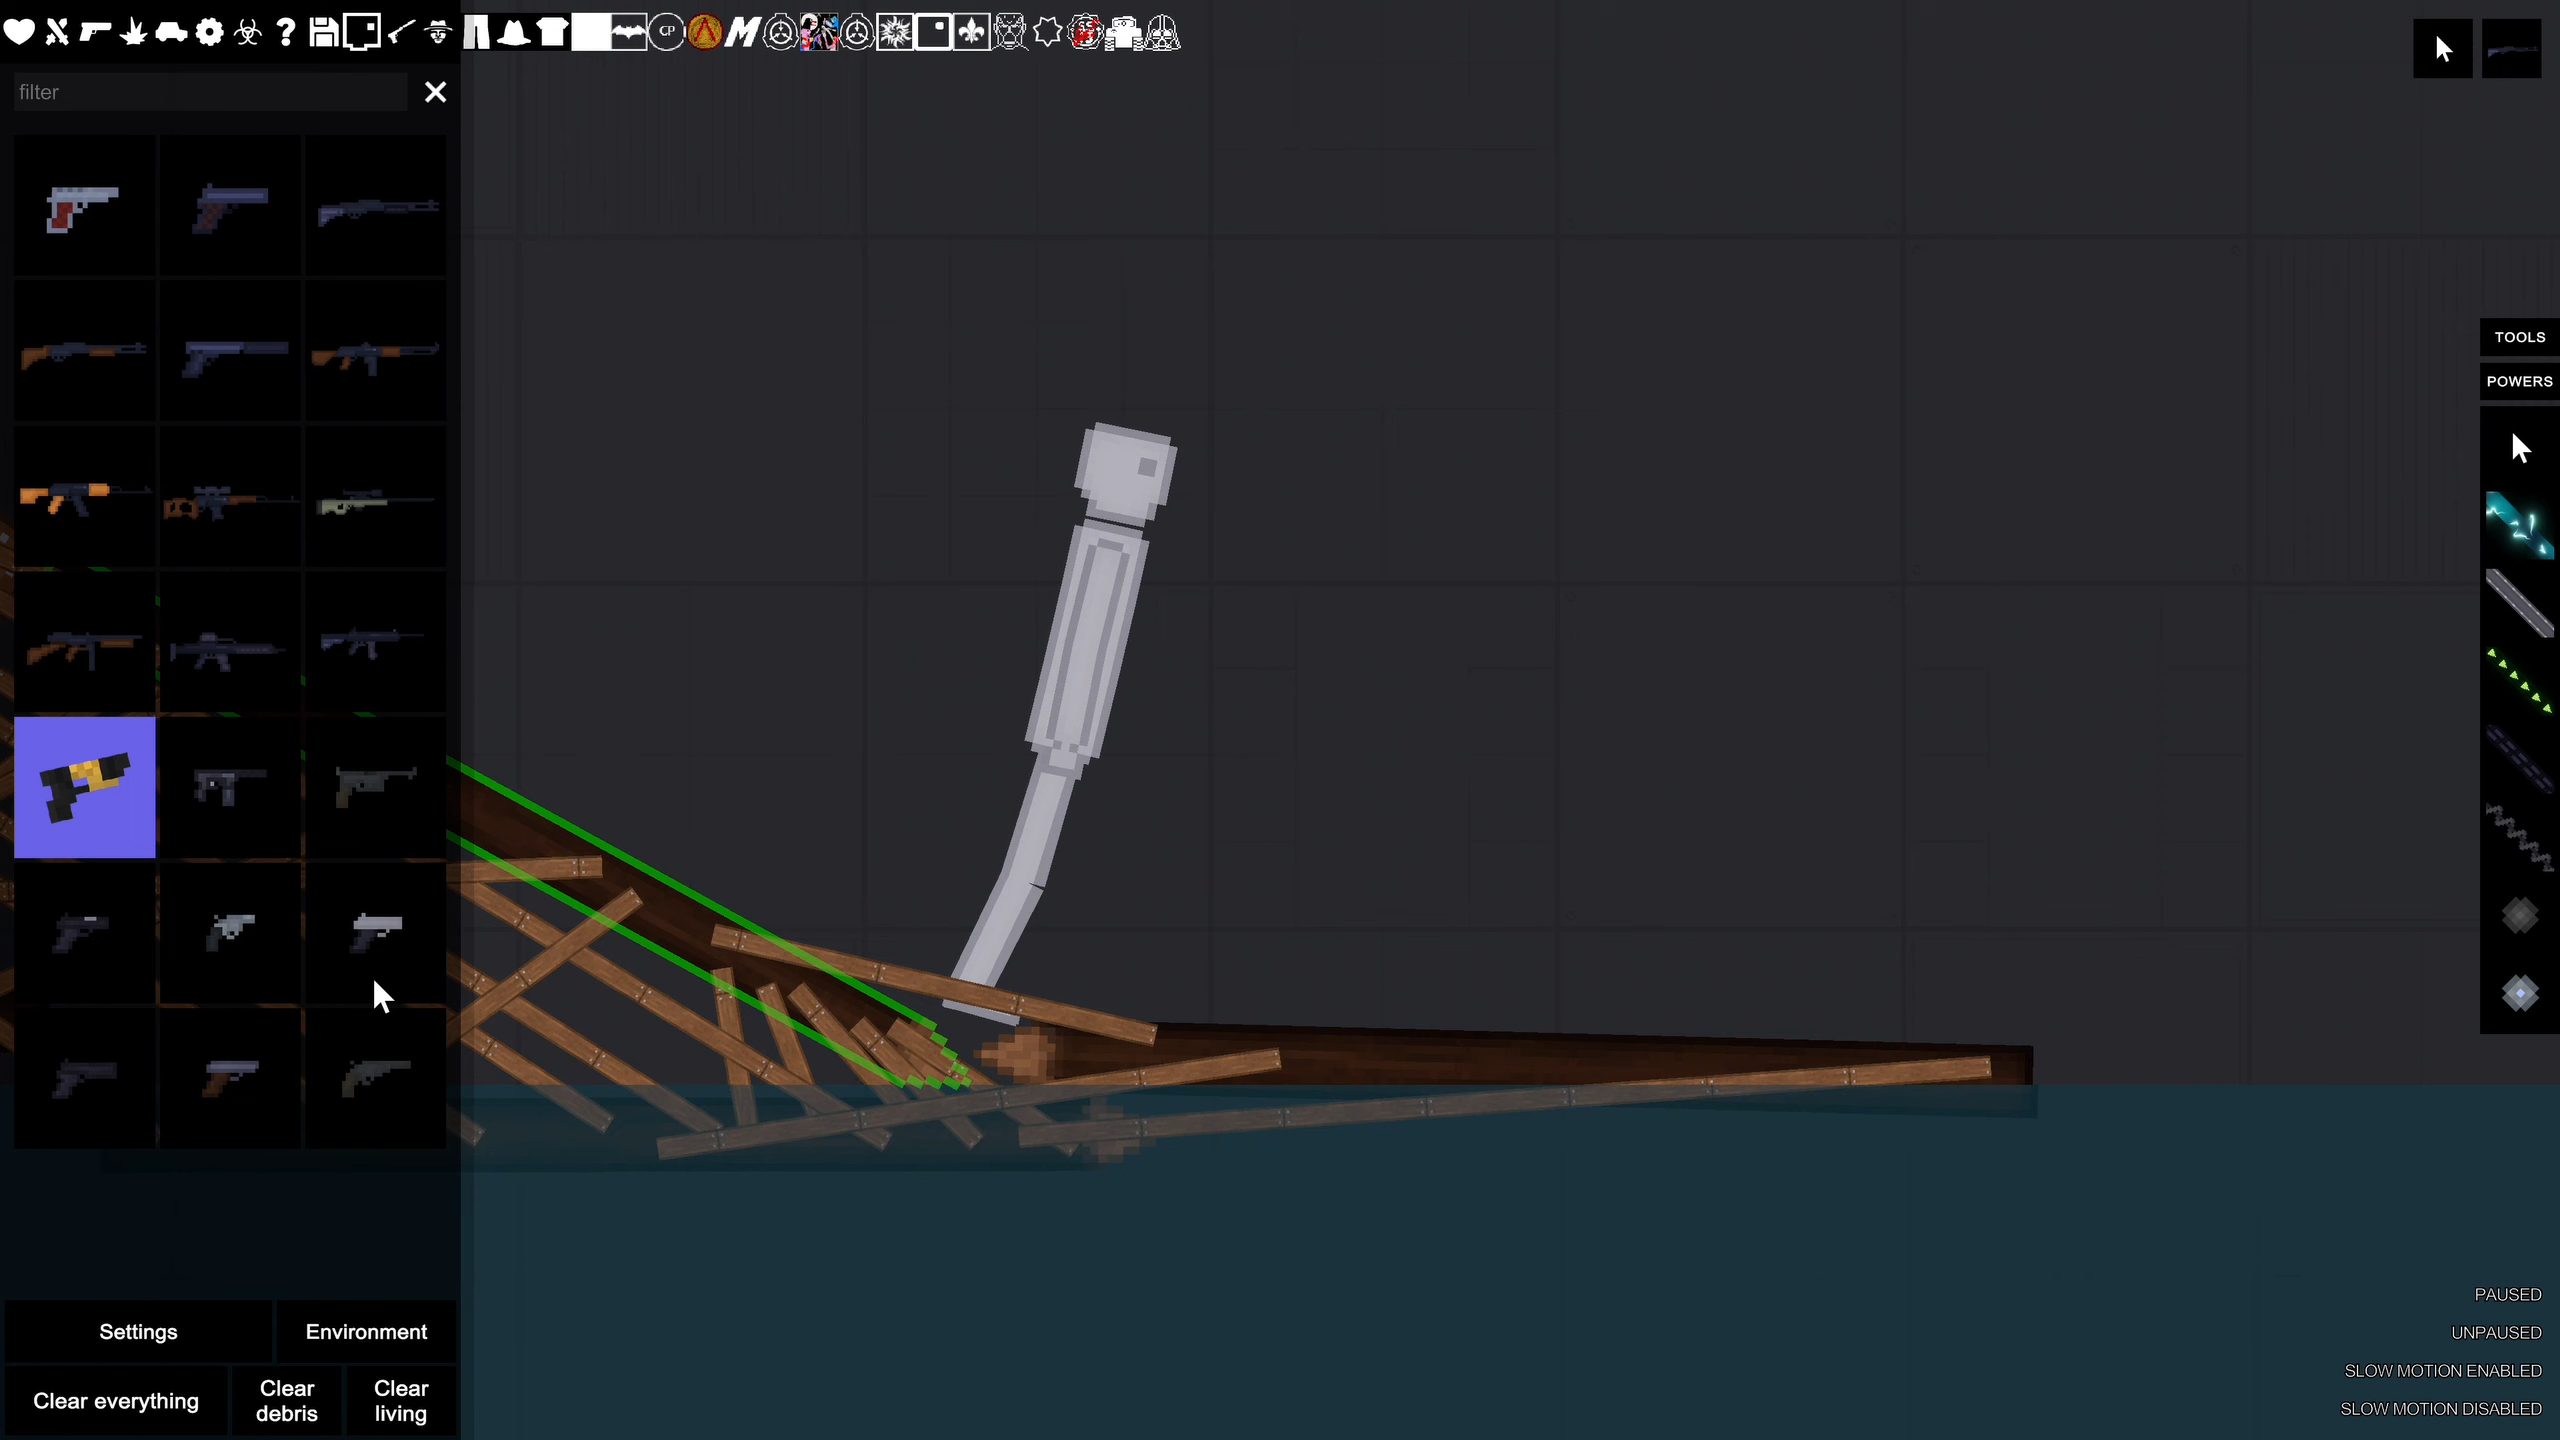 CP
filter
TOOLS
POWERS
Settings
Environment
Clear everything
Clear
debris
Clear
living
PAUSED
UNPAUSED
SLOW MOTION ENABLED
SLOW MOTION DISABLED